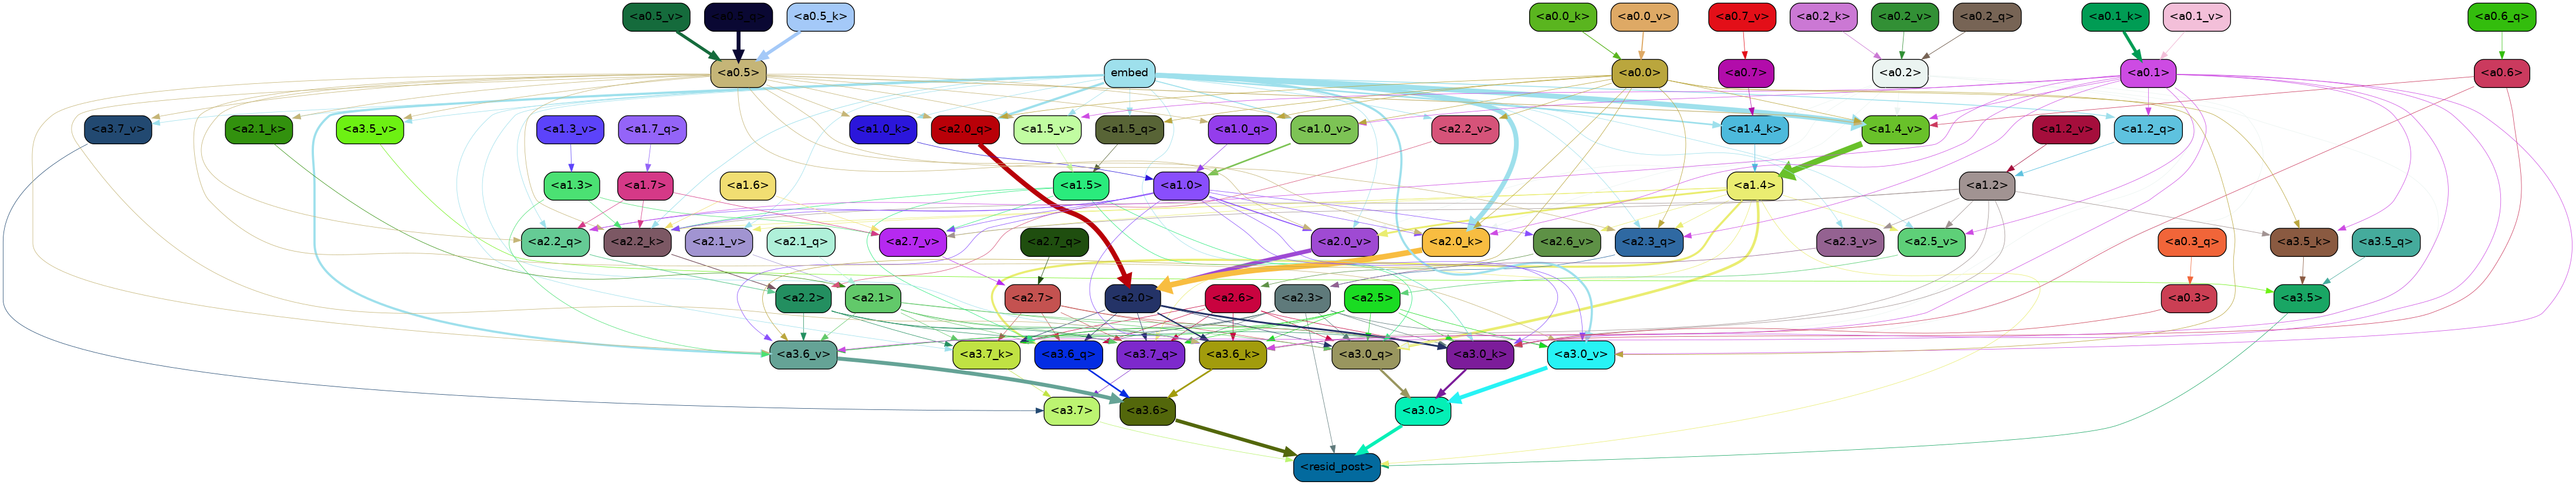 <a0.5_v> <a0.5_q> <a0.5_k> <a0.0_k> <a0.0_v> <a0.7_v> <a0.2_k> <a0.2_v> <a0.2_q> <a0.1_k> <a0.1_v> <a0.6_q>
<a0.5> embed <a0.0> <a0.7> <a0.2> <a0.1> <a0.6>
<a3.7_v> <a2.1_k> <a3.5_v> <a1.3_v> <a1.7_q> <a1.0_k> <a2.0_q> <a1.5_v> <a1.5_q> <a1.0_q> <a1.0_v> <a2.2_v> <a1.4_k> <a1.4_v> <a1.2_v> <a1.2_q>
<a1.3> <a1.7> <a1.6> <a1.5> <a1.0> <a1.4> <a1.2>
<a2.2_q> <a2.2_k> <a2.1_v> <a2.1_q> <a2.7_v> <a2.7_q> <a2.0_v> <a2.0_k> <a2.6_v> <a2.3_q> <a2.3_v> <a2.5_v> <a0.3_q> <a3.5_k> <a3.5_q>
<a2.2> <a2.1> <a2.7> <a2.0> <a2.6> <a2.3> <a2.5> <a0.3> <a3.5>
<a3.6_v> <a3.7_k> <a3.6_q> <a3.7_q> <a3.6_k> <a3.0_q> <a3.0_k> <a3.0_v>
<a3.7> <a3.6> <a3.0>
<resid_post>